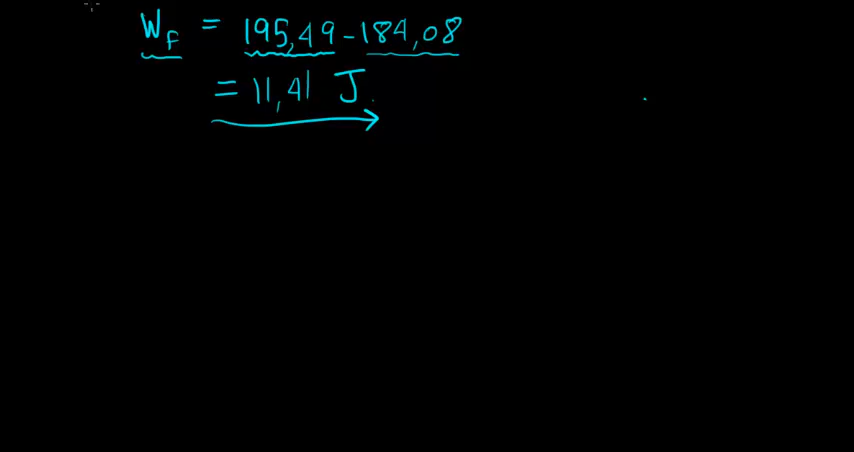 W_f = 195,49 - 184,08
= 11,41 J